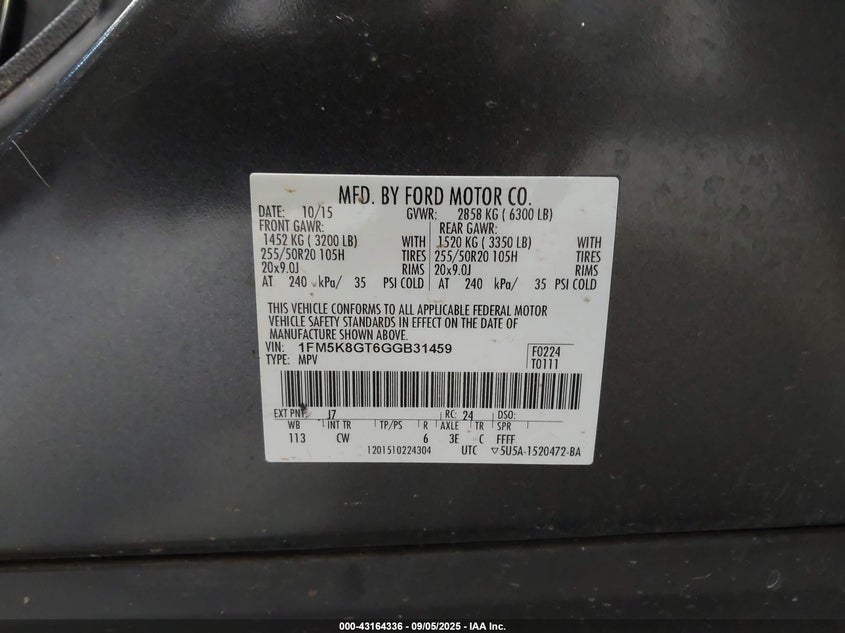 MFD. BY FORD MOTOR CO.
DATE: 10/15 GVWR: 2858 KG ( 6300 LB)
FRONT GAWR: REAR GAWR:
1452 KG ( 3200 LB) WITH 1520 KG ( 3350 LB) WITH
255/50R20 105H TIRES 255/50R20 105H TIRES
20x9.0J RIMS 20x9.0J RIMS
AT 240 kPa/ 35 PSI COLD AT 240 kPa/ 35 PSI COLD
THIS VEHICLE CONFORMS TO ALL APPLICABLE FEDERAL MOTOR
VEHICLE SAFETY STANDARDS IN EFFECT ON THE DATE OF
MANUFACTURE SHOWN ABOVE.
VIN: 1FM5K8GT6GGB31459 F0224
TYPE: MPV T0111
EXT PNT: J7 RC: 24 DSO:
WB INT TR TP/PS R AXLE TR SPR
113 CW 6 3E C FFFF
1201510224304 UTC ▽5U5A-1520472-BA
000-43164336 - 09/05/2025 - IAA Inc.